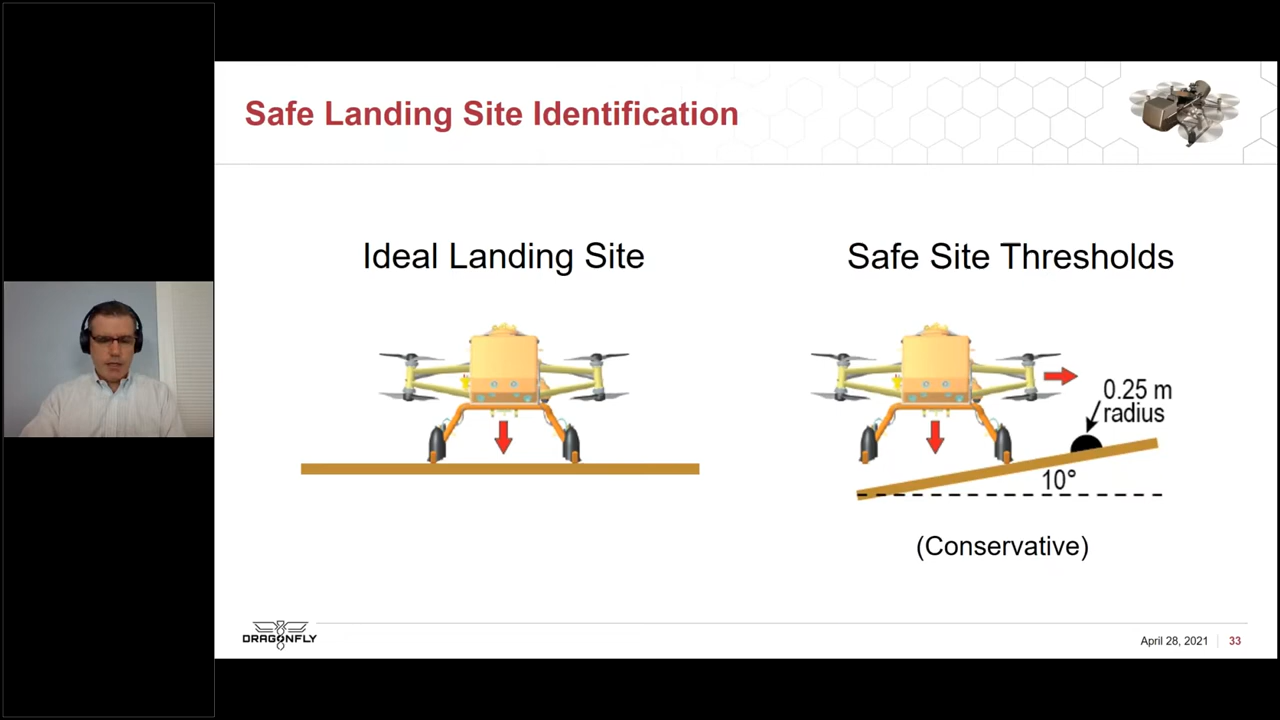 Safe Landing Site Identification
Ideal Landing Site
Safe Site Thresholds
0.25 m
radius
10°
(Conservative)
DRAGONFLY
April 28, 2021
33